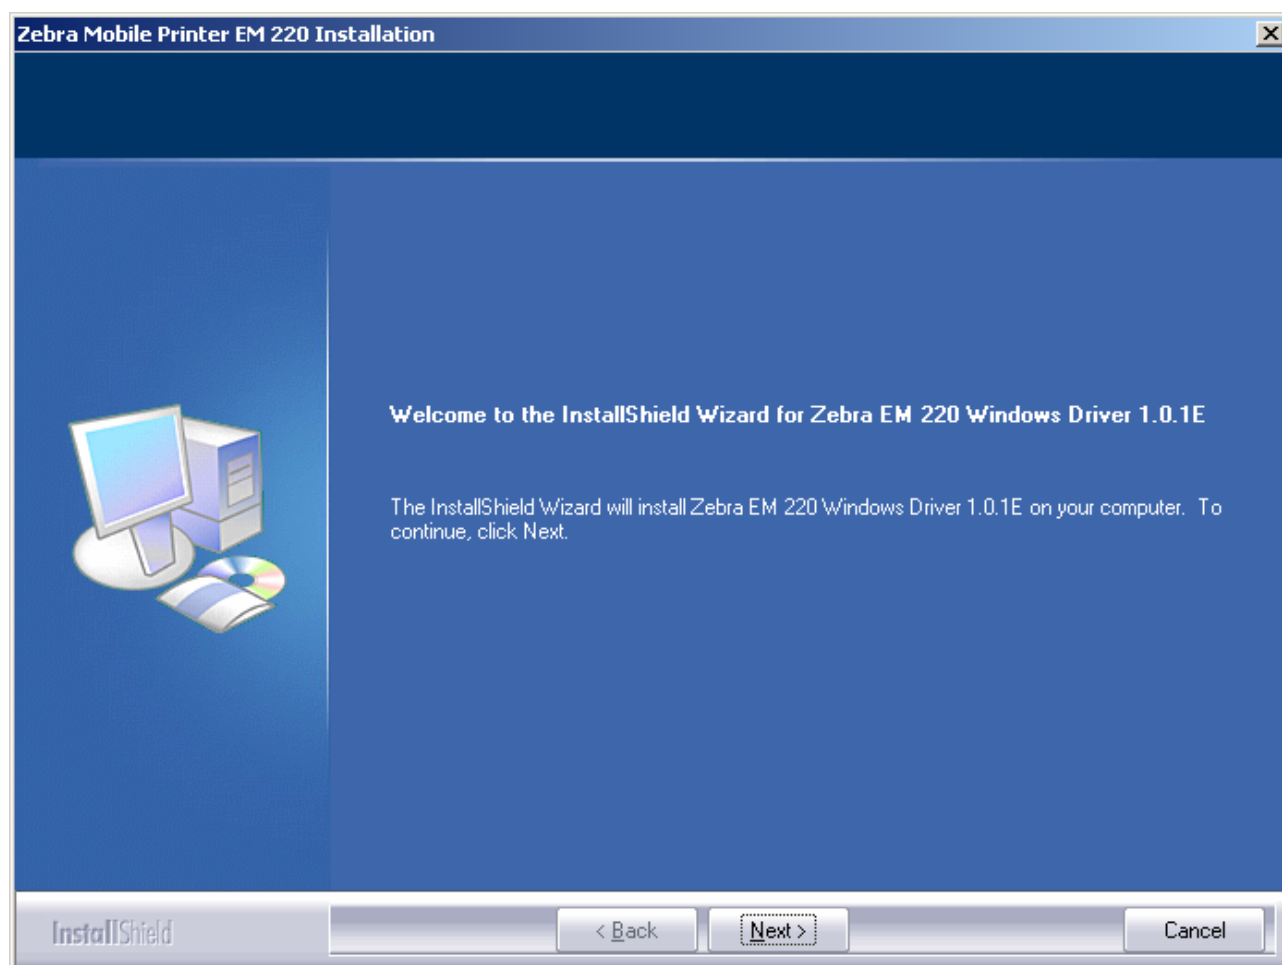 Zebra Mobile Printer EM 220 Installation
Welcome to the InstallShield Wizard for Zebra EM 220 Windows Driver 1.0.1E
The InstallShield Wizard will install Zebra EM 220 Windows Driver 1.0.1E on your computer. To
continue, click Next.
InstallShield
< Back
Next >
Cancel